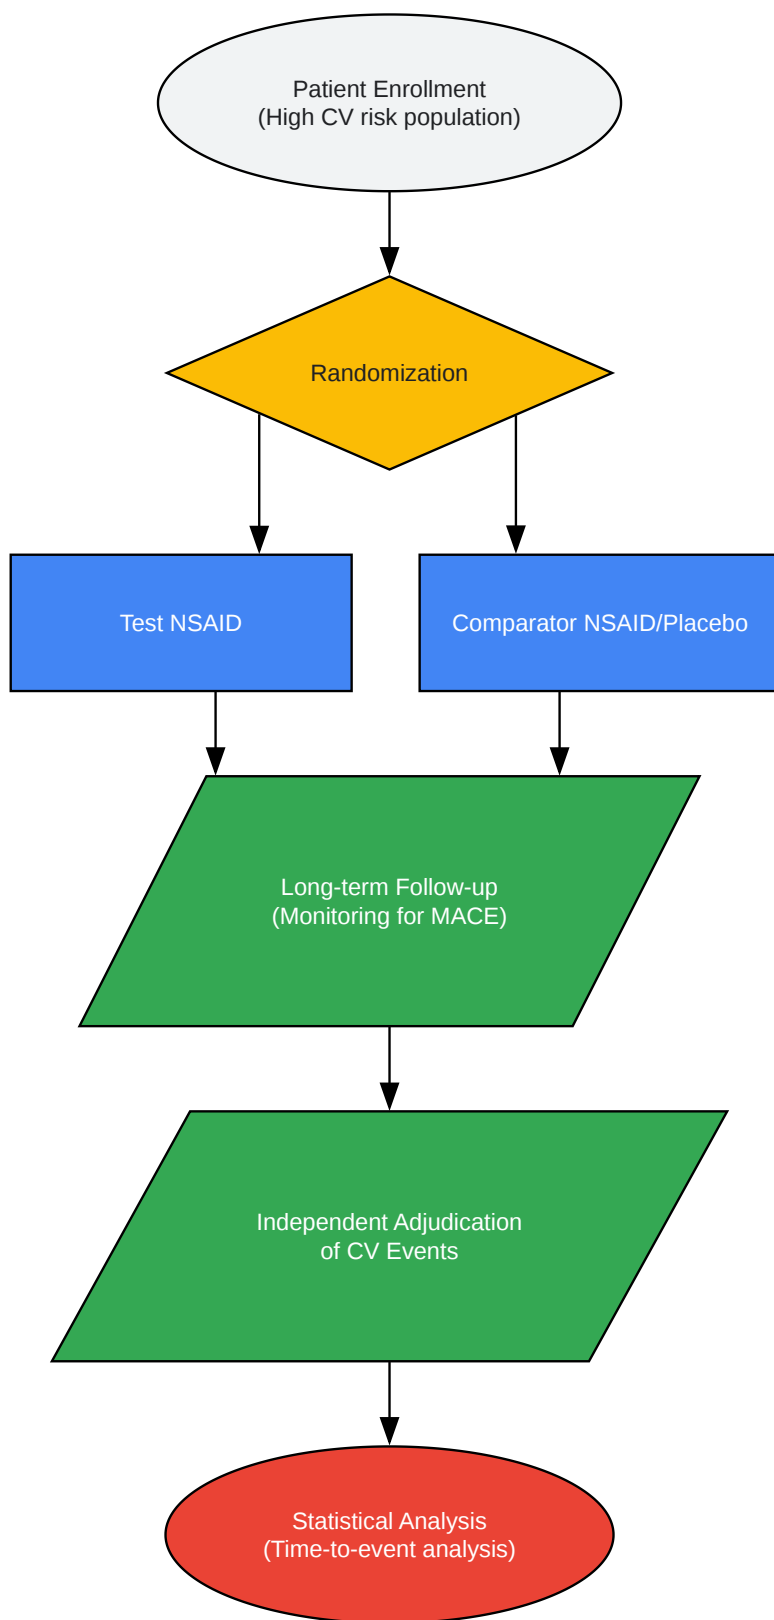 Patient Enrollment
(High CV risk population)
Randomization
Test NSAID
Comparator NSAID/Placebo
Long-term Follow-up
(Monitoring for MACE)
Independent Adjudication
of CV Events
Statistical Analysis
(Time-to-event analysis)